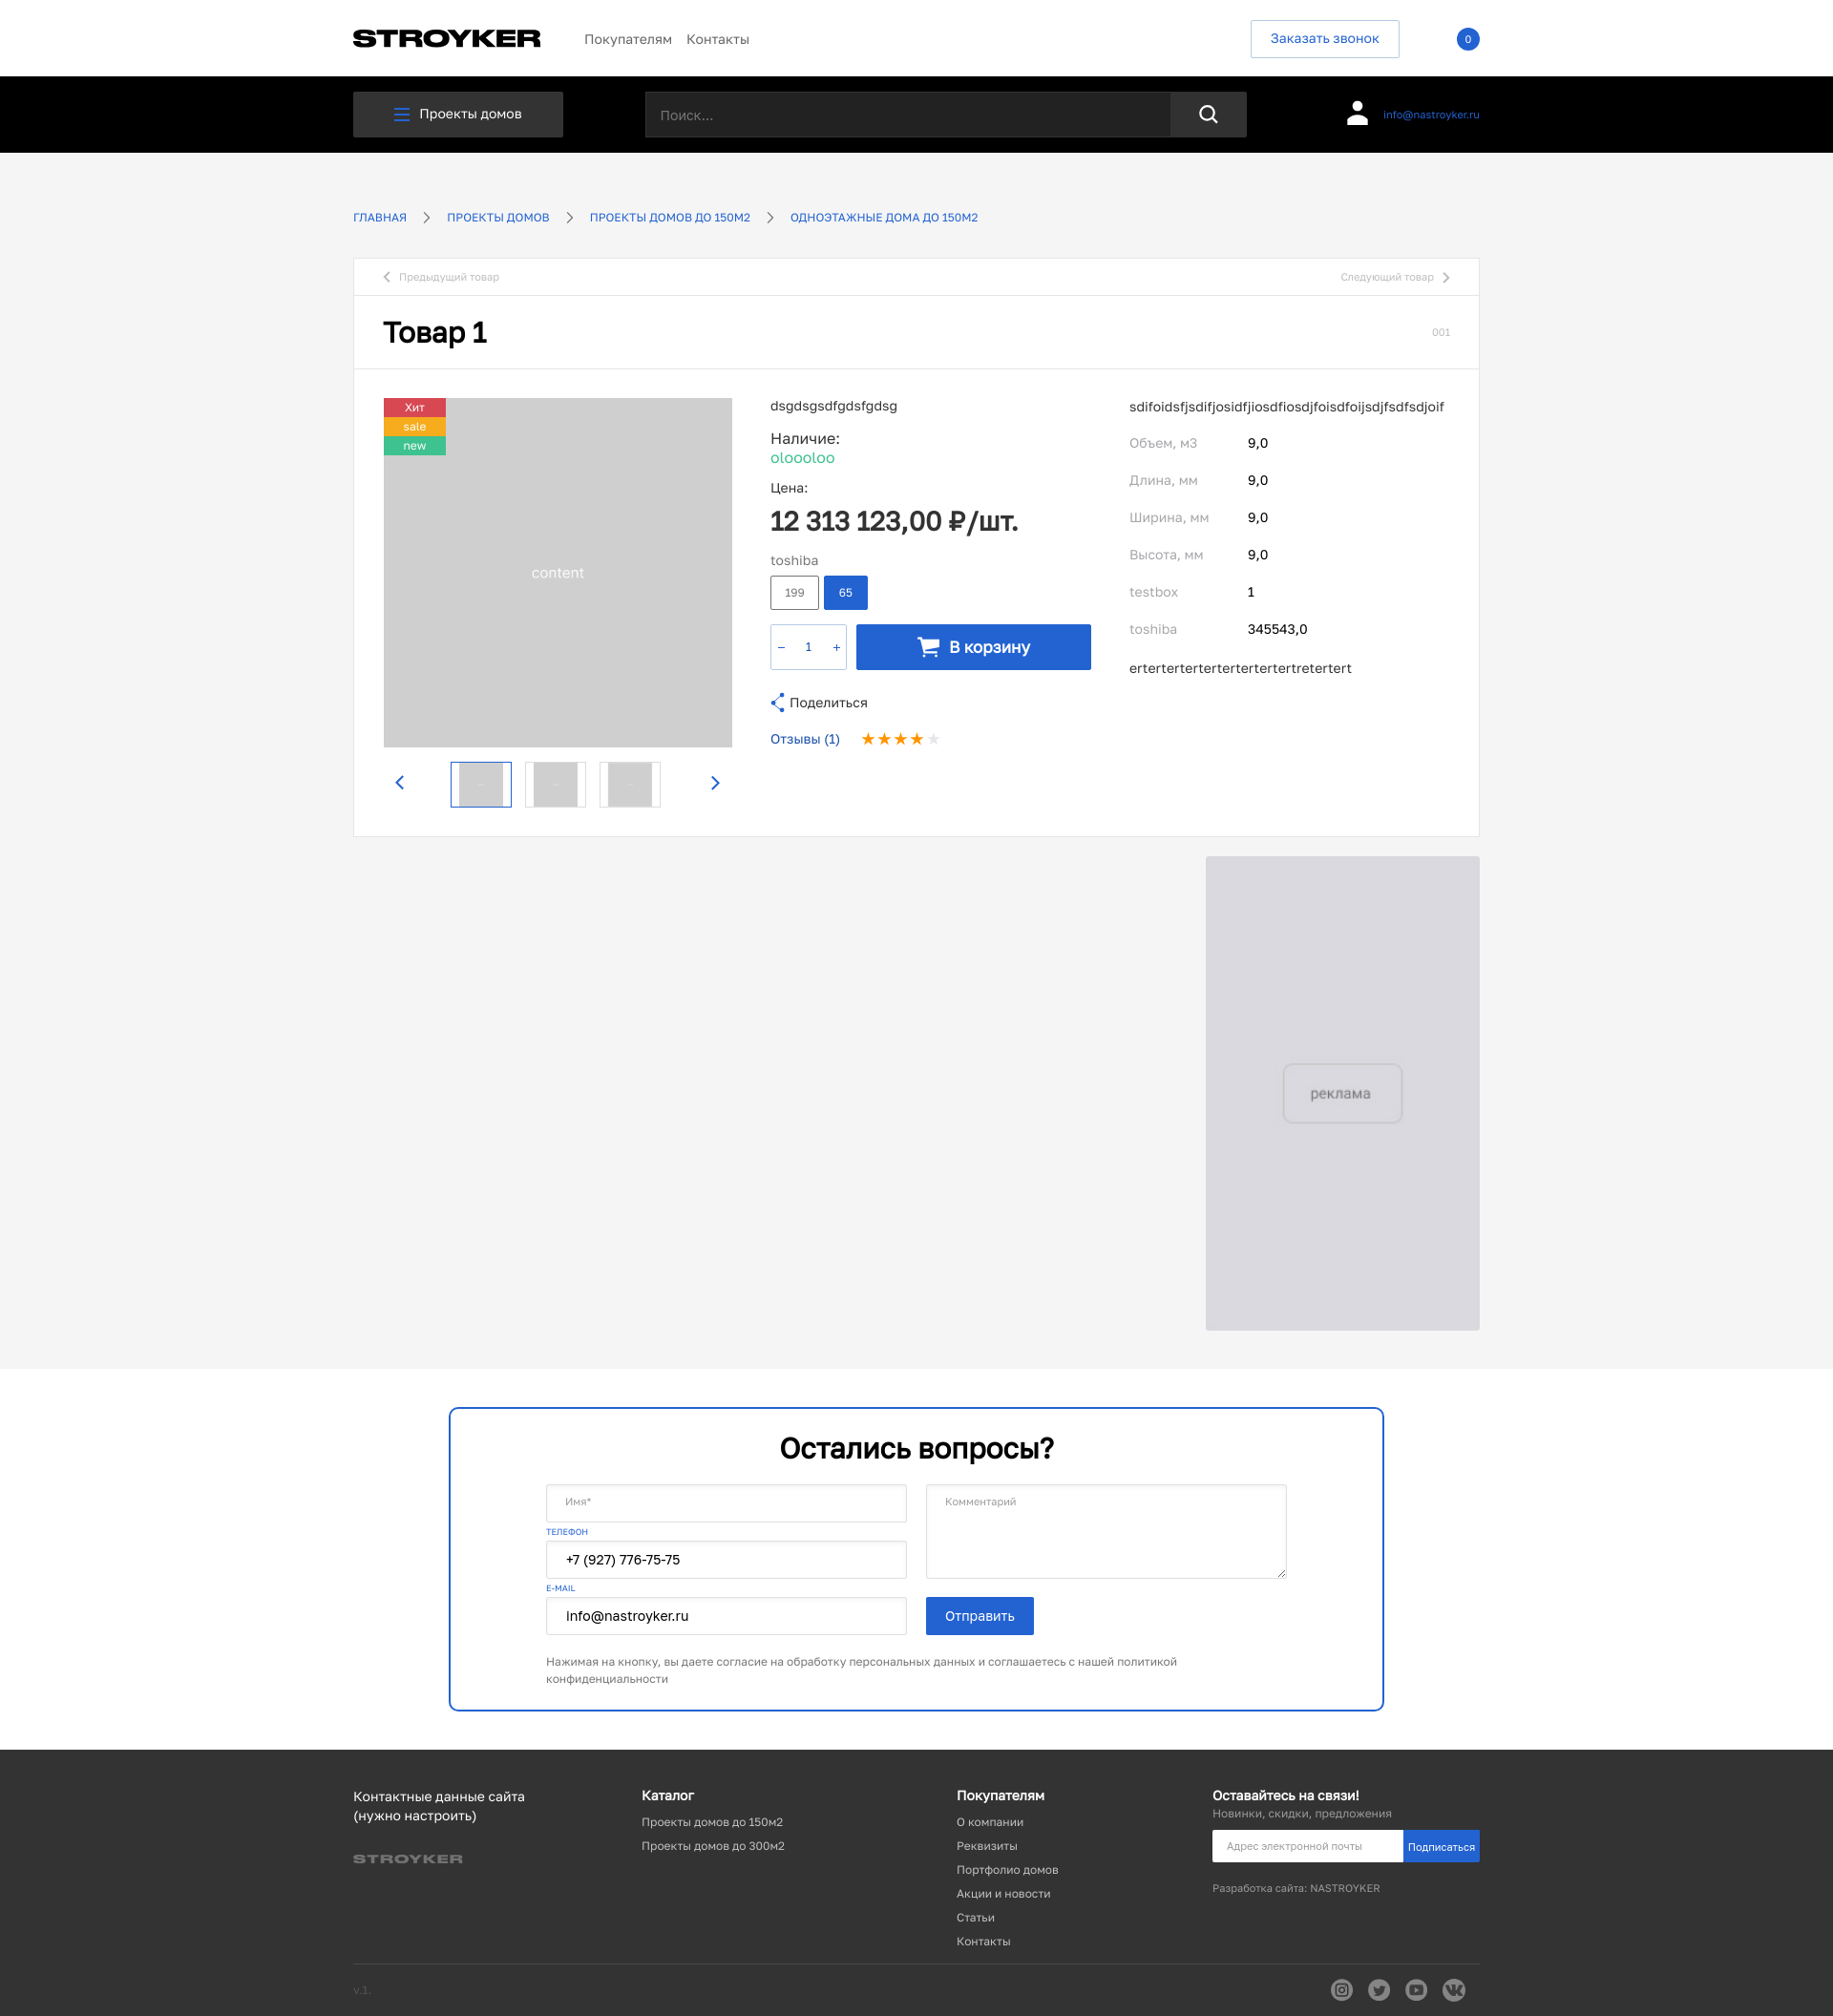 STROYKER
Покупателям
Контакты
Заказать звонок
0
Проекты домов
Поиск...
info@nastroyker.ru
ГЛАВНАЯ
ПРОЕКТЫ ДОМОВ
ПРОЕКТЫ ДОМОВ ДО 150М2
ОДНОЭТАЖНЫЕ ДОМА ДО 150М2
Предыдущий товар
Следующий товар
Товар 1
001
Хит
sale
new
content
dsgdsgsdfgdsfgdsg
Наличие:
oloooloo
Цена:
12 313 123,00 ₽/шт.
toshiba
199
65
− 1 +
В корзину
Поделиться
Отзывы (1)
sdifoidsfjsdifjosidfjiosdfiosdjfoisdfoijsdjfsdfsdjoif
Объем, м3 9,0
Длина, мм 9,0
Ширина, мм 9,0
Высота, мм 9,0
testbox 1
toshiba 345543,0
ertertertertertertertertertretertert
реклама
Остались вопросы?
Имя*
ТЕЛЕФОН
+7 (927) 776-75-75
E-MAIL
info@nastroyker.ru
Комментарий
Отправить
Нажимая на кнопку, вы даете согласие на обработку персональных данных и соглашаетесь с нашей политикой
конфиденциальности
Контактные данные сайта
(нужно настроить)
STROYKER
Каталог
Проекты домов до 150м2
Проекты домов до 300м2
Покупателям
О компании
Реквизиты
Портфолио домов
Акции и новости
Статьи
Контакты
Оставайтесь на связи!
Новинки, скидки, предложения
Адрес электронной почты
Подписаться
Разработка сайта: NASTROYKER
v.1.